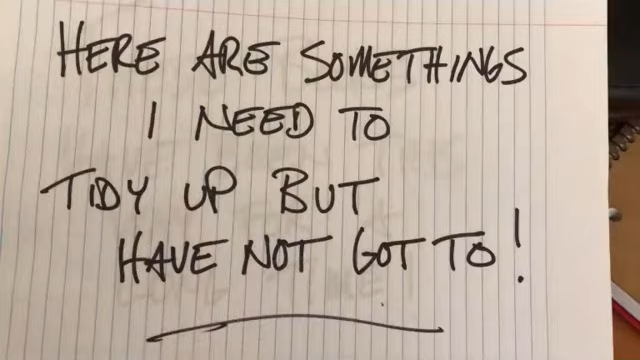 HERE ARE SOMETHINGS
I NEED TO
TIDY UP BUT
HAVE NOT GOT TO!